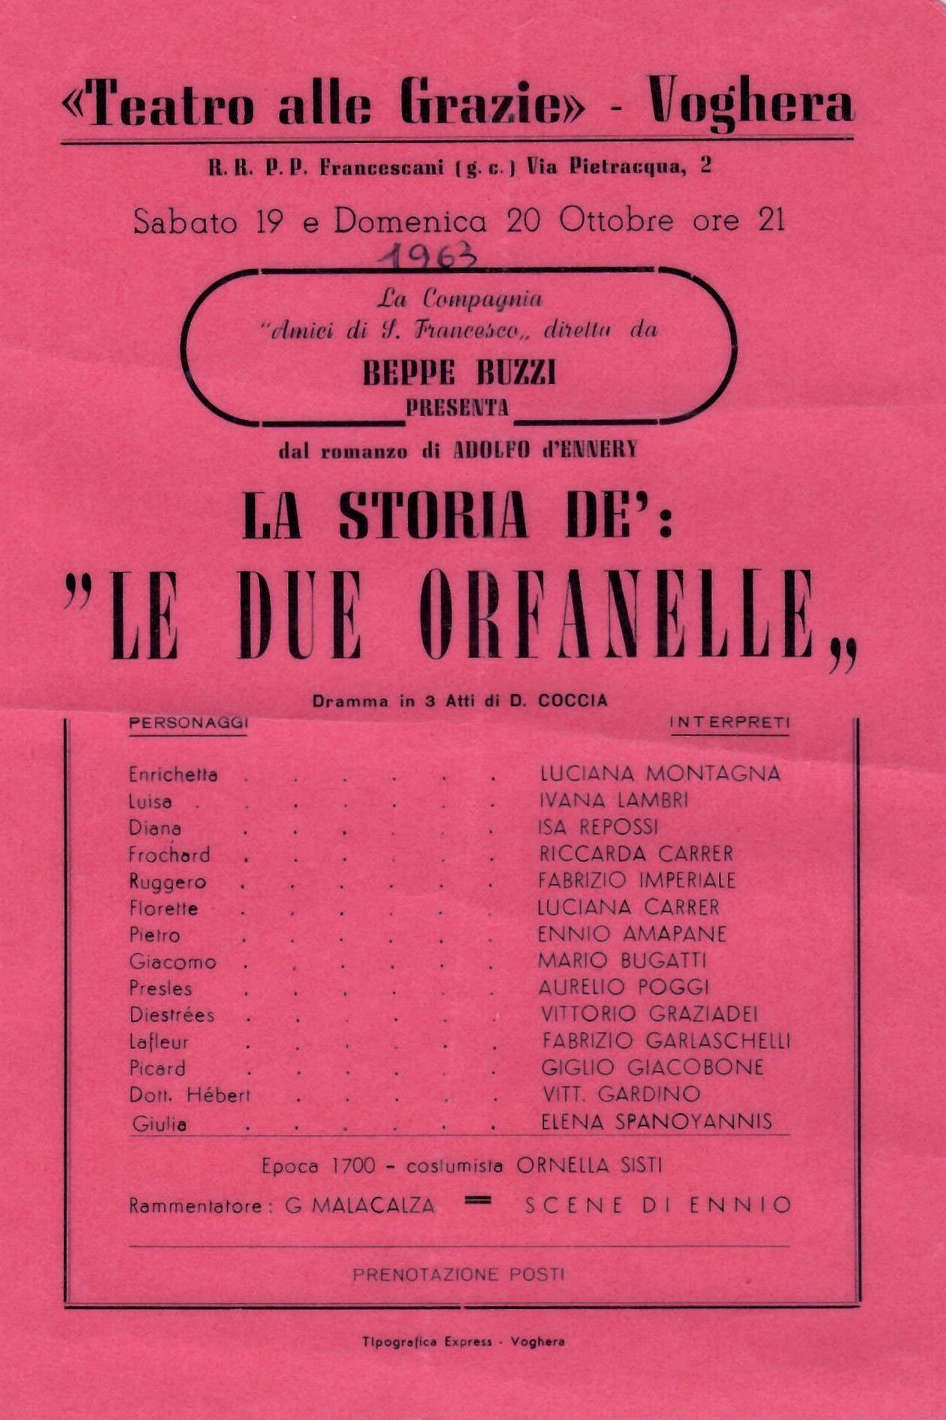 «Teatro alle Grazie» - Voghera
R. R. P. P. Francescani (g. c.) Via Pietracqua, 2
Sabato 19 e Domenica 20 Ottobre ore 21
1963
La Compagnia
"Amici di S. Francesco„ diretta da
BEPPE BUZZI
PRESENTA
dal romanzo di ADOLFO d'ENNERY
LA STORIA DE':
"LE DUE ORFANELLE„
Dramma in 3 Atti di D. COCCIA
PERSONAGGI INTERPRETI
Enrichetta . . . . . . LUCIANA MONTAGNA
Luisa . . . . . . . IVANA LAMBRI
Diana . . . . . . ISA REPOSSI
Frochard . . . . . . RICCARDA CARRER
Ruggero . . . . . . FABRIZIO IMPERIALE
Florette . . . . . . LUCIANA CARRER
Pietro . . . . . . ENNIO AMAPANE
Giacomo . . . . . . MARIO BUGATTI
Presles . . . . . . AURELIO POGGI
Diestrées . . . . . . VITTORIO GRAZIADEI
Lafleur . . . . . . FABRIZIO GARLASCHELLI
Picard . . . . . . GIGLIO GIACOBONE
Dott. Hébert . . . . . VITT. GARDINO
Giulia . . . . . . ELENA SPANOYANNIS
Epoca 1700 - costumista ORNELLA SISTI
Rammentatore : G MALACALZA = SCENE DI ENNIO
PRENOTAZIONE POSTI
Tipografica Express - Voghera